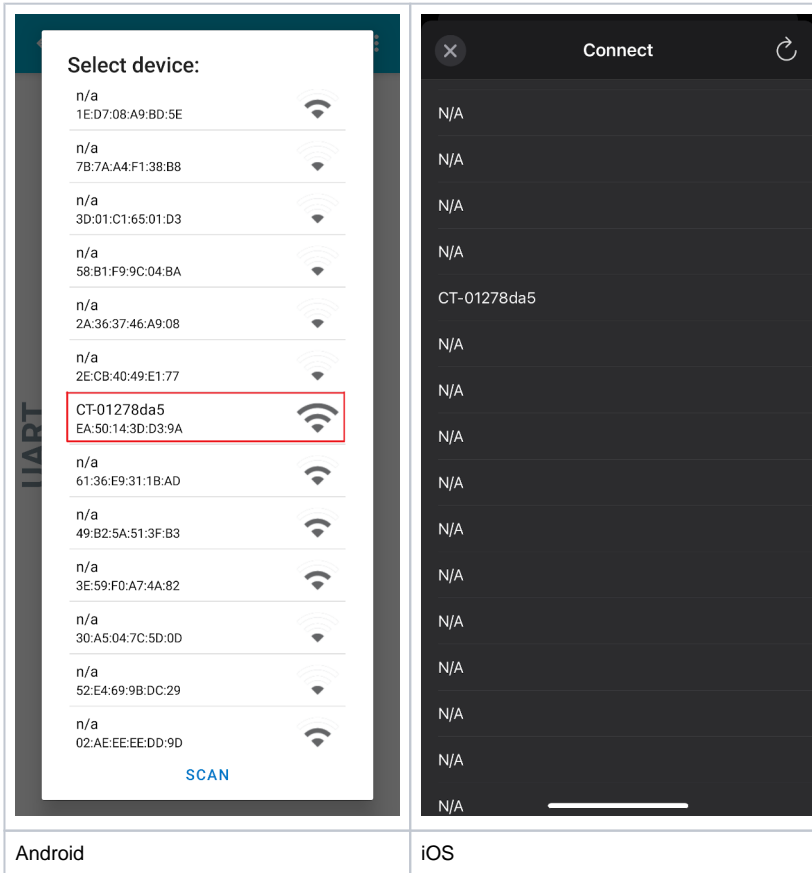 Select device:
n/a
1E:D7:08:A9:BD:5E
n/a
7B:7A:A4:F1:38:B8
n/a
3D:01:C1:65:01:D3
n/a
58:B1:F9:9C:04:BA
n/a
2A:36:37:46:A9:08
n/a
2E:CB:40:49:E1:77
CT-01278da5
EA:50:14:3D:D3:9A
n/a
61:36:E9:31:1B:AD
n/a
49:B2:5A:51:3F:B3
n/a
3E:59:F0:A7:4A:82
n/a
30:A5:04:7C:5D:0D
n/a
52:E4:69:9B:DC:29
n/a
02:AE:EE:EE:DD:9D
SCAN
UART
Connect
N/A
N/A
N/A
N/A
CT-01278da5
N/A
N/A
N/A
N/A
N/A
N/A
N/A
N/A
N/A
N/A
N/A
Android
iOS